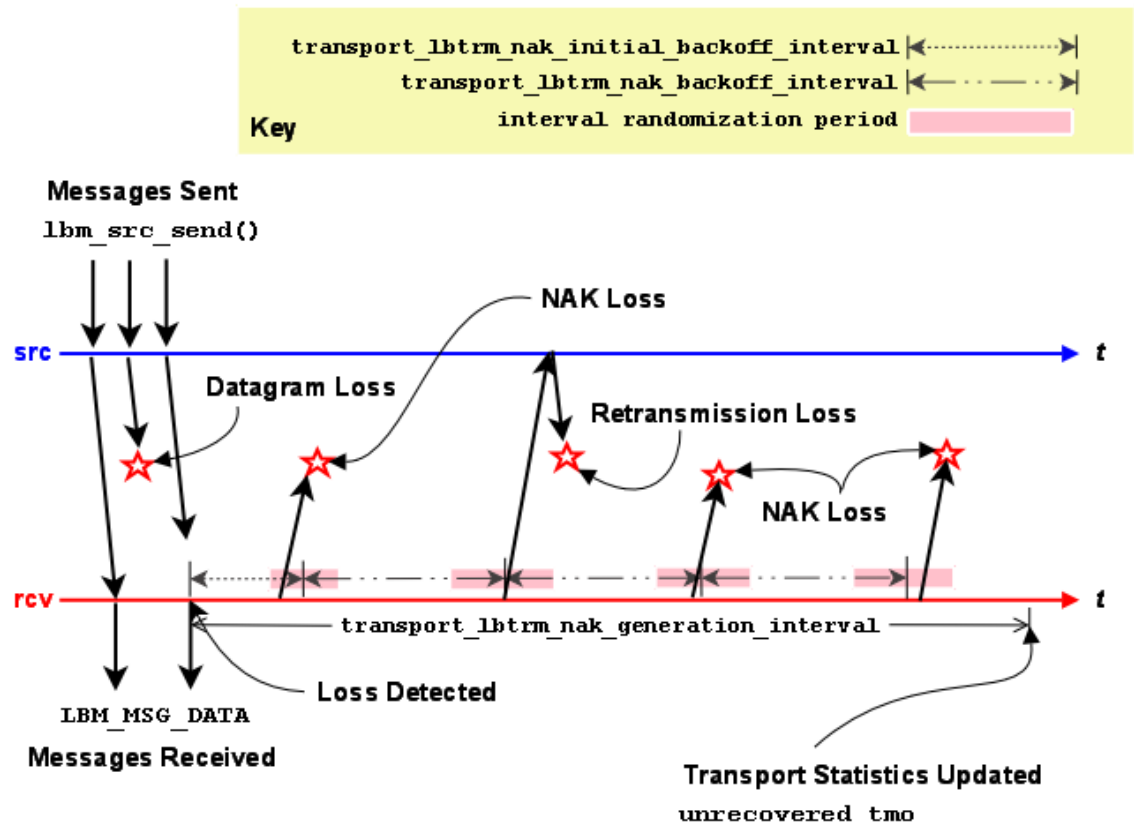 transport_lbtrm_nak_initial_backoff_interval
transport_lbtrm_nak_backoff_interval
interval randomization period
Key
Messages Sent
lbm_src_send()
NAK Loss
src
t
Datagram Loss
Retransmission Loss
NAK Loss
rcv
t
transport_lbtrm_nak_generation_interval
Loss Detected
LBM_MSG_DATA
Messages Received
Transport Statistics Updated
unrecovered tmo